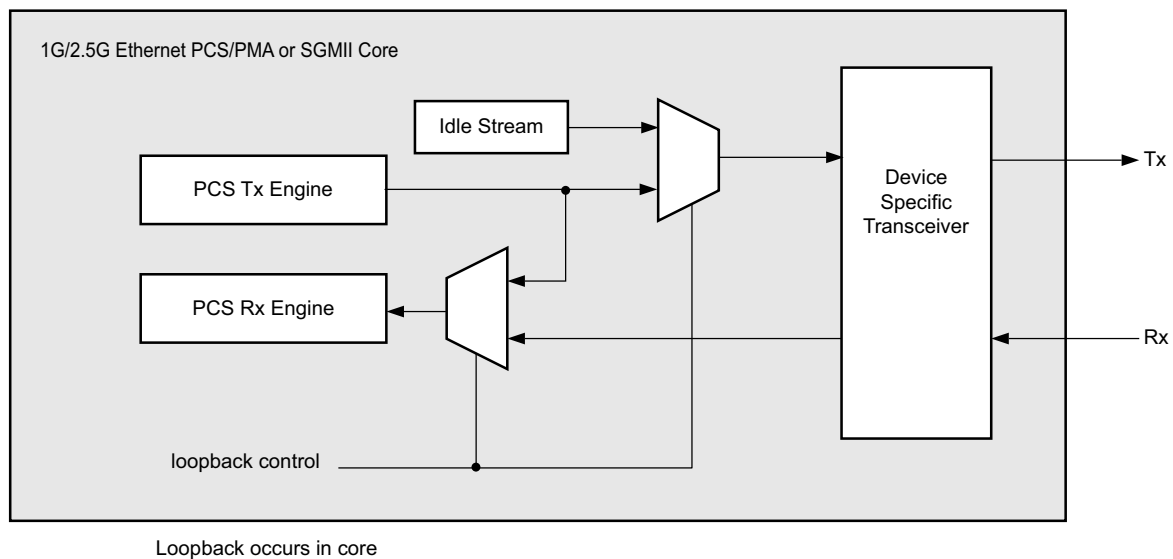 1G/2.5G Ethernet PCS/PMA or SGMII Core
Idle Stream
PCS Tx Engine
Device
Specific
Transceiver
Tx
PCS Rx Engine
Rx
loopback control
Loopback occurs in core